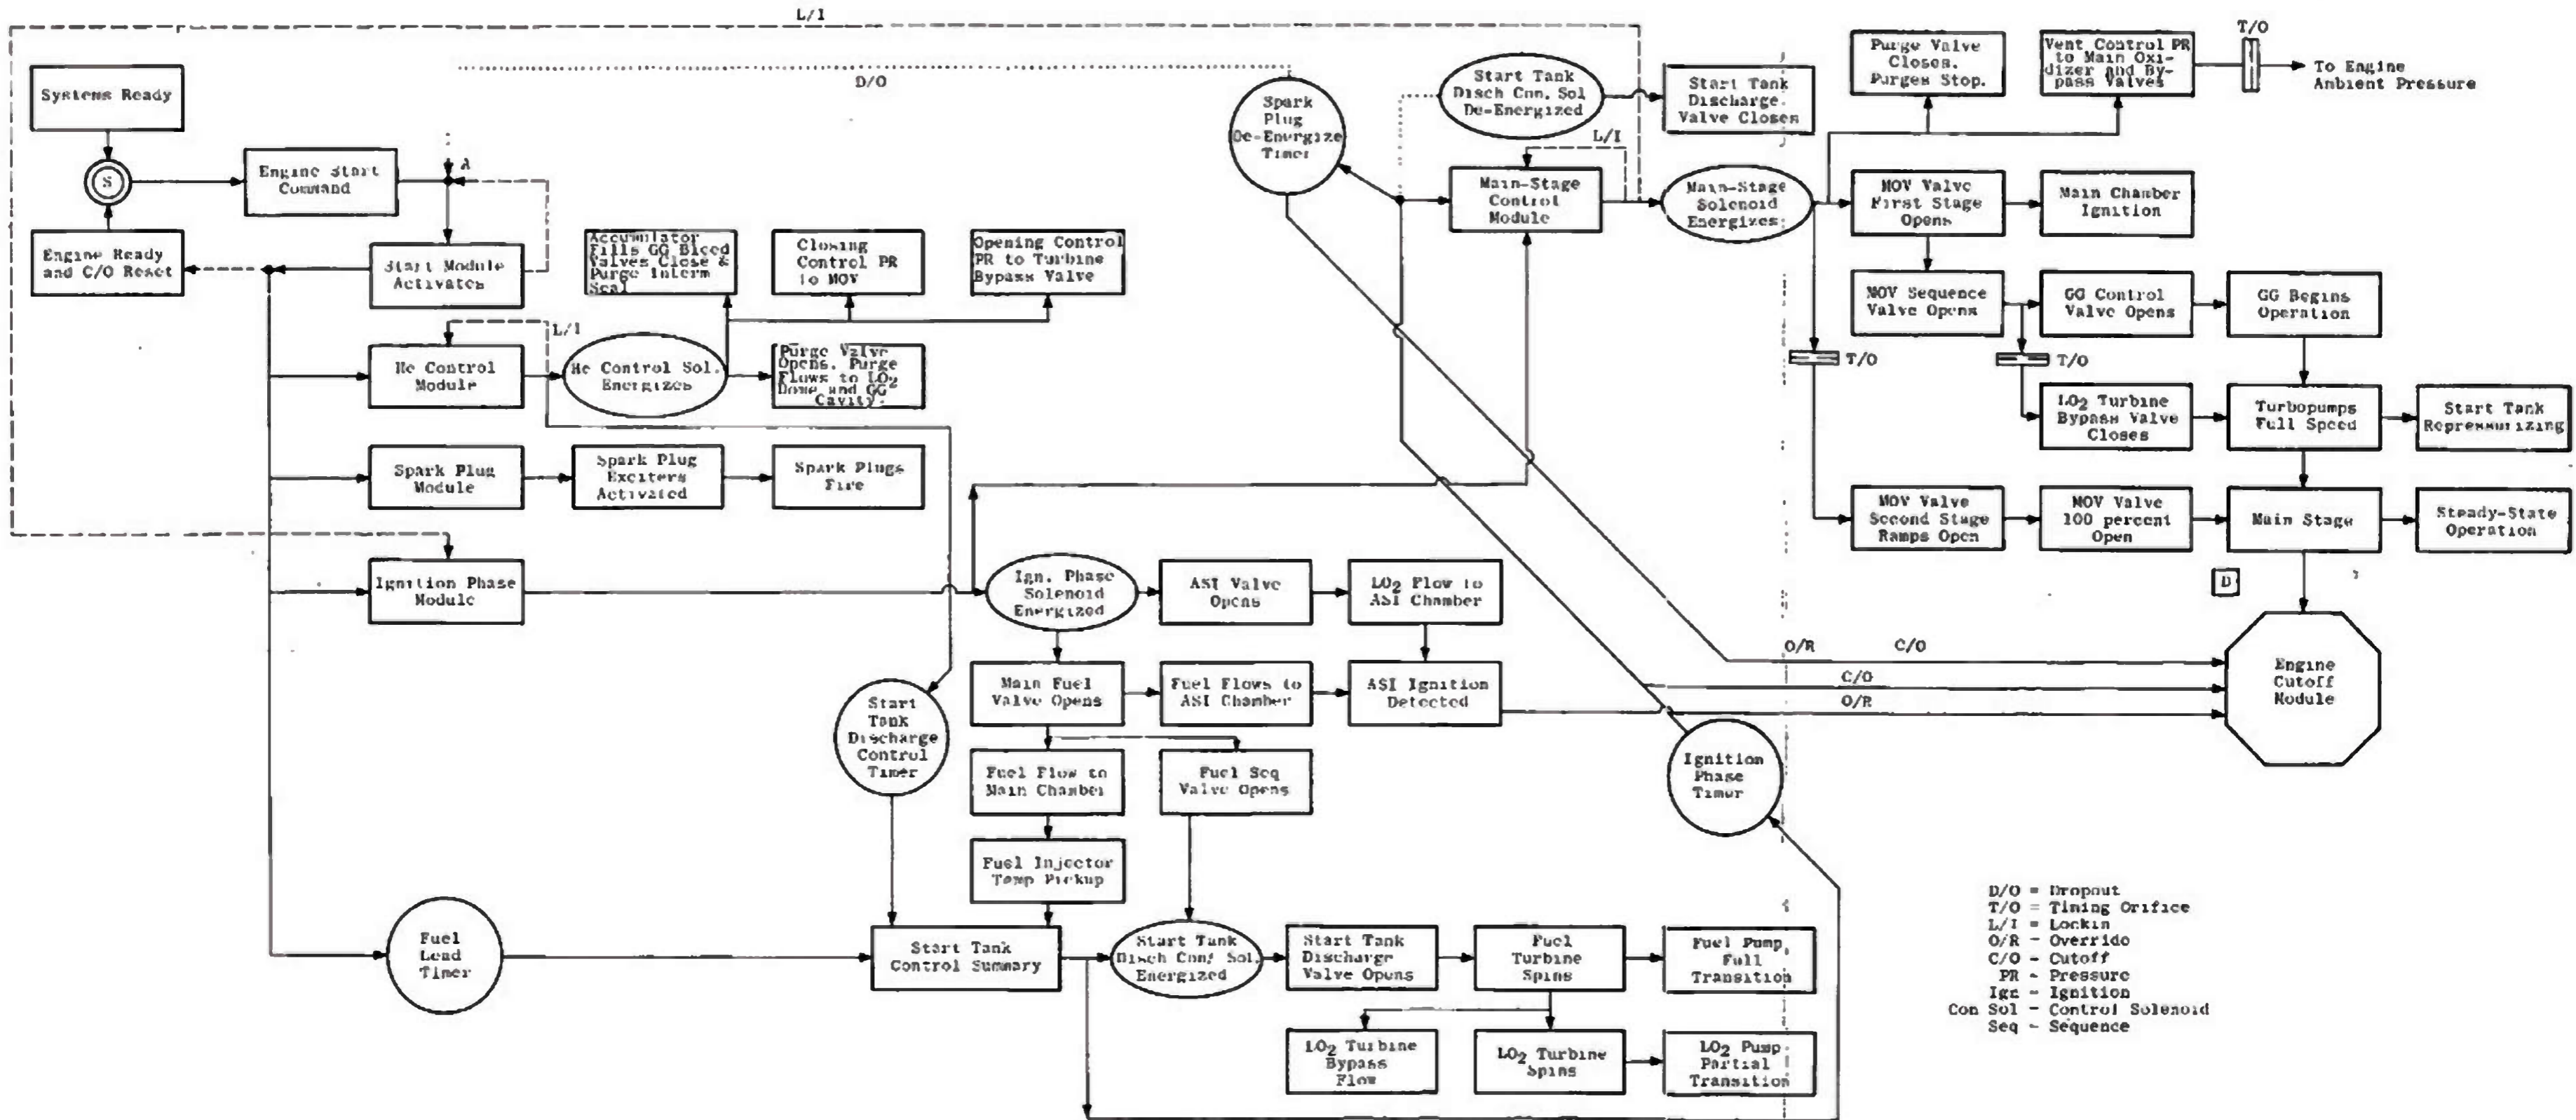 L/I
D/O
Systems Ready
S
Engine Start
Command
A
Engine Ready
and C/O Reset
Start Module
Activates
Accumulator
Fills GG Bleed
Valves Close &
Purge Interm
Seal
Closing
Control PR
to MOV
Opening Control
PR to Turbine
Bypass Valve
L/I
He Control
Module
He Control Sol.
Energizes
Purge Valve
Opens. Purge
Flows to LO2
Dome and GG
Cavity.
Spark Plug
Module
Spark Plug
Exciters
Activated
Spark Plugs
Fire
Ignition Phase
Module
Ign. Phase
Solenoid
Energized
ASI Valve
Opens
LO2 Flow to
ASI Chamber
Main Fuel
Valve Opens
Fuel Flows to
ASI Chamber
ASI Ignition
Detected
Start
Tank
Discharge
Control
Timer
Fuel Flow to
Main Chamber
Fuel Seq
Valve Opens
Fuel Injector
Temp Pickup
Fuel
Lead
Timer
Start Tank
Control Summary
Start Tank
Disch Con. Sol.
Energized
Start Tank
Discharge
Valve Opens
Fuel
Turbine
Spins
Fuel Pump,
Full
Transition
LO2 Turbine
Bypass
Flow
LO2 Turbine
Spins
LO2 Pump
Partial
Transition
Spark
Plug
De-Energize
Timer
Start Tank
Disch Con. Sol
De-Energized
Start Tank
Discharge
Valve Closes
L/I
Main-Stage
Control
Module
Main-Stage
Solenoid
Energizes
Purge Valve
Closes.
Purges Stop.
Vent Control PR
to Main Oxi-
dizer and By-
pass Valves
T/O
To Engine
Ambient Pressure
MOV Valve
First Stage
Opens
Main Chamber
Ignition
MOV Sequence
Valve Opens
GG Control
Valve Opens
GG Begins
Operation
T/O
T/O
LO2 Turbine
Bypass Valve
Closes
Turbopumps
Full Speed
Start Tank
Repressurizing
MOV Valve
Second Stage
Ramps Open
MOV Valve
100 percent
Open
Main Stage
Steady-State
Operation
D
O/R C/O
C/O
O/R
Engine
Cutoff
Module
Ignition
Phase
Timer
D/O = Dropout
T/O = Timing Orifice
L/I = Lockin
O/R - Override
C/O - Cutoff
PR - Pressure
Ign - Ignition
Con Sol - Control Solenoid
Seq - Sequence